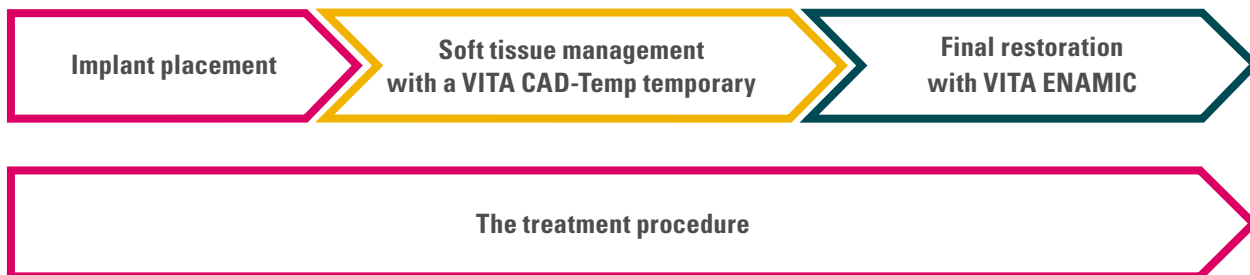 Implant placement
Soft tissue management
with a VITA CAD-Temp temporary
Final restoration
with VITA ENAMIC
The treatment procedure